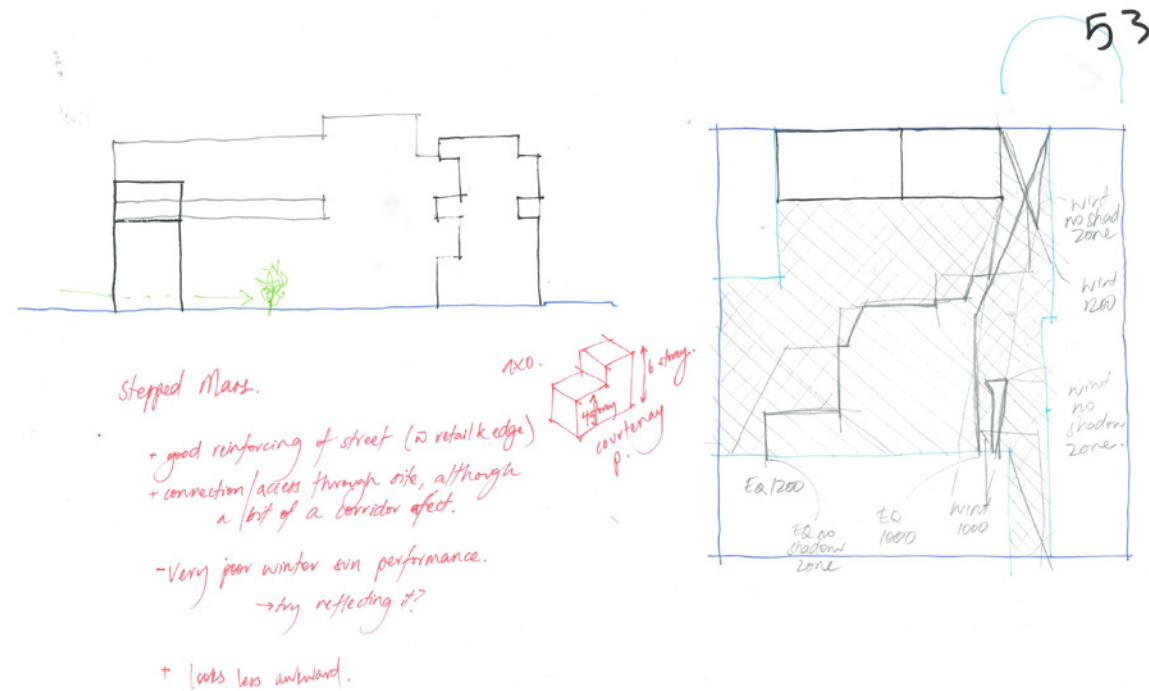 53
stepped Mars.
+ good reinforcing of street (w retail k edge)
+ connection/access through site, although
a bit of a corridor efect.
- Very poor winter sun performance.
→ try reflecting it?
+ looks less awkward.
AXO.
6 storey.
4 storey
courtenay
p.
wint
no shad
zone
wint
1200
wint
no
shadow
zone.
EQ 1200
EQ no
shadow
zone
EQ
1000
wint
1000